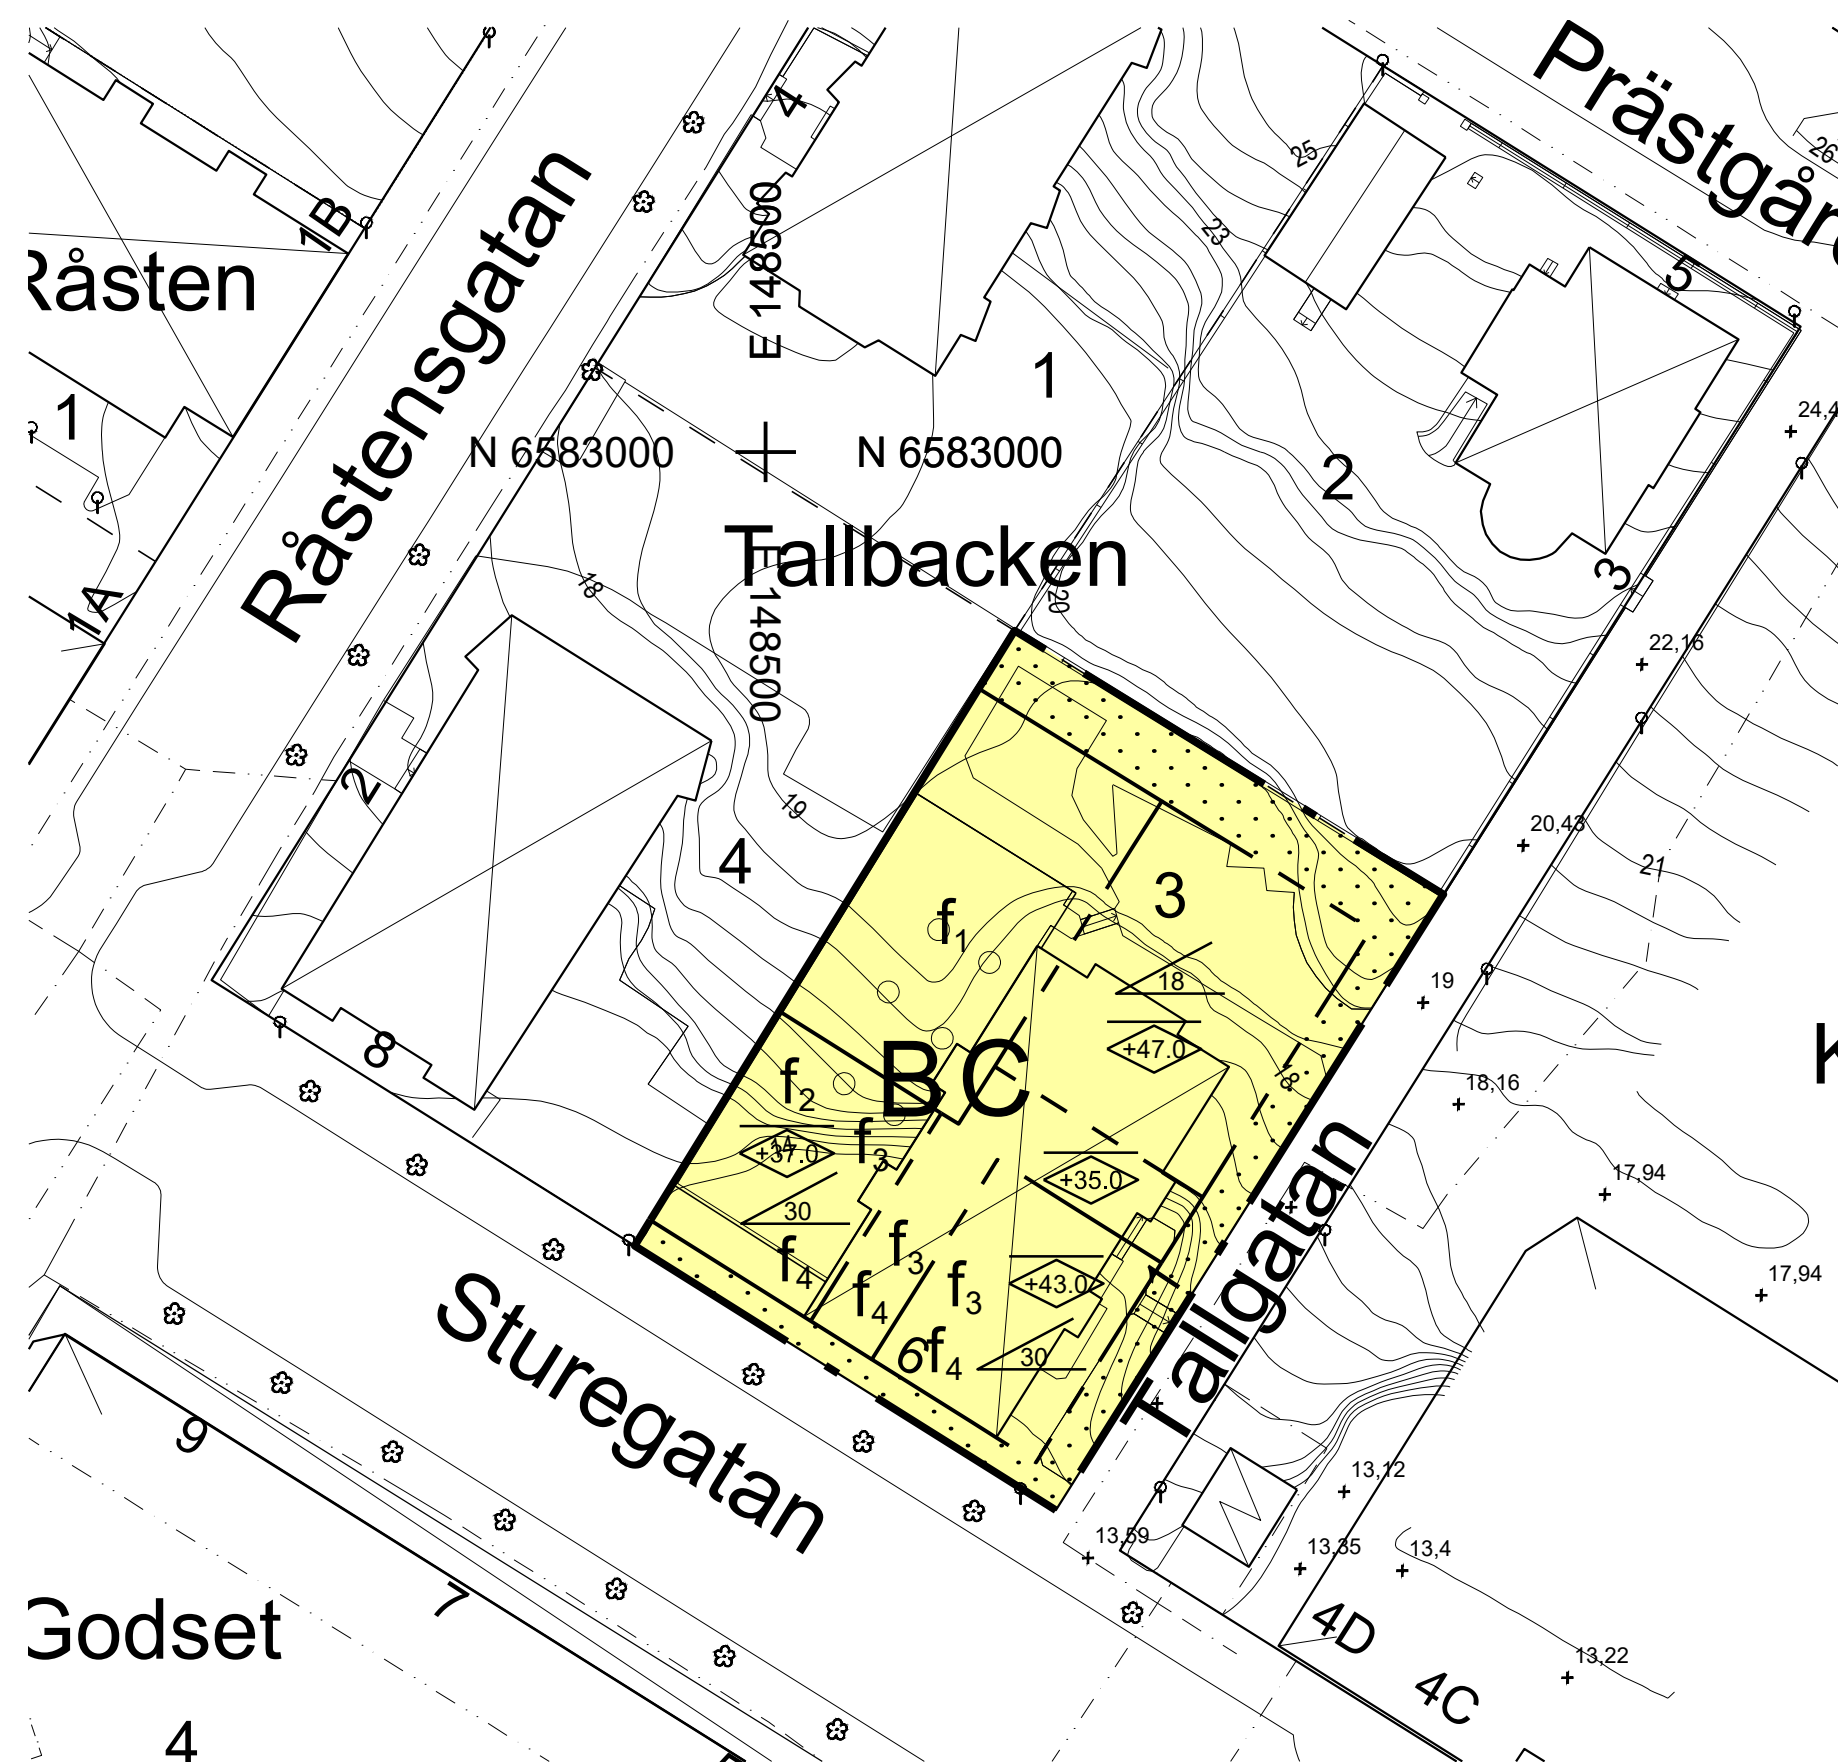 Prästgår
4
25
26
1B
E 148500
23
5
Råsten
Råstensgatan
1
1
24,4
N 6583000
N 6583000
2
Tallbacken
18
20
3
1A
E 148500
22,16
2
19
20,43
4
3
21
f1
18
19
8
+47.0
BC
K
f2
18
18,16
f3
14
+37.0
+35.0
17,94
30
Tallgatan
f4
f3
f3
+43.0
17,94
f4
Sturegatan
6
f4
30
9
13,12
13,59
13,35
13,4
7
Godset
4D
13,22
4C
4